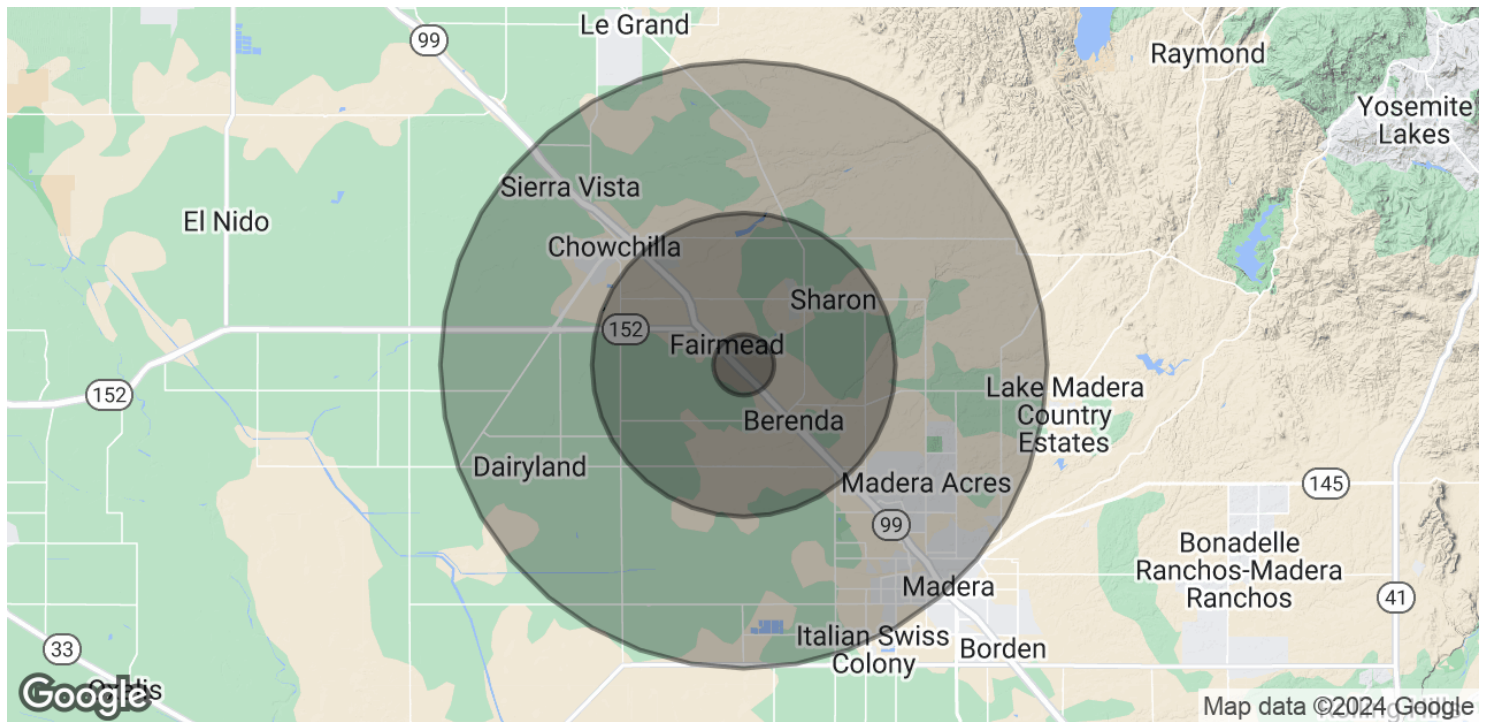 Le Grand
99
Raymond
Yosemite
Lakes
Sierra Vista
El Nido
Chowchilla
Sharon
152
Fairmead
152
Lake Madera
Country
Estates
Berenda
Dairyland
Madera Acres
145
99
Bonadelle
Ranchos-Madera
Ranchos
Madera
41
Italian Swiss
Colony
Borden
33
Google
Map data ©2024 Google